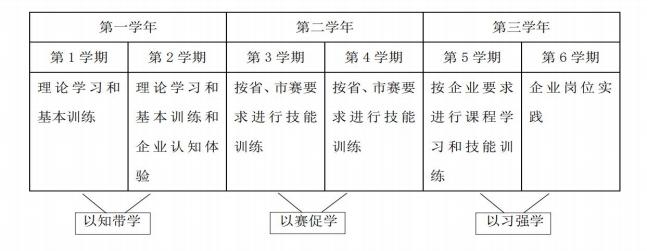 第一学年 第二学年 第三学年
第1学期 第2学期 第3学期 第4学期 第5学期 第6学期
理论学习和
基本训练
理论学习和
基本训练和
企业认知体
验
按省、市赛要
求进行技能
训练
按省、市赛要
求进行技能
训练
按企业要求
进行课程学
习和技能训
练
企业岗位实
践
以知带学 以赛促学 以习强学